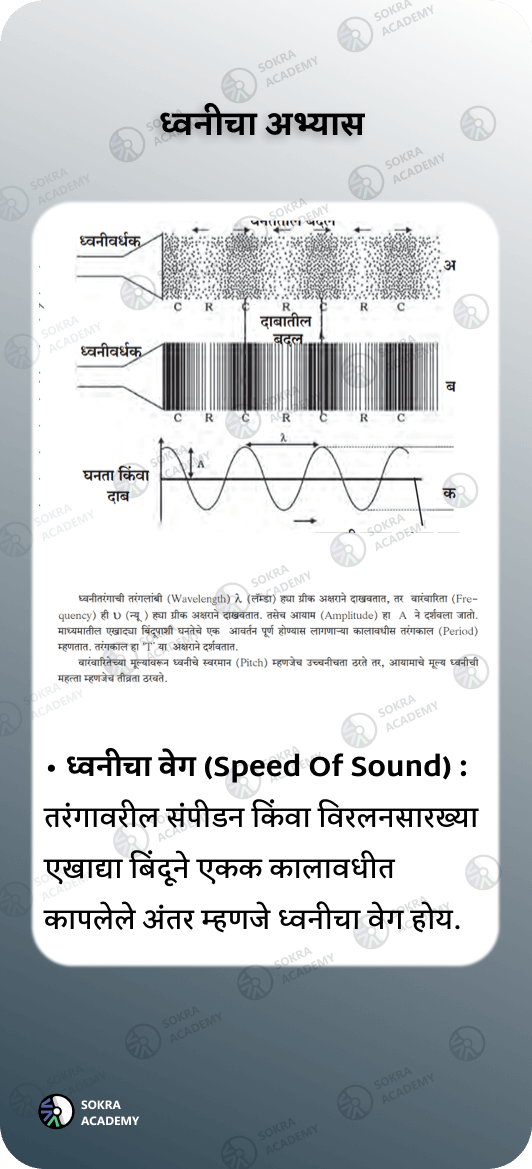 ध्वनीचा अभ्यास
ध्वनीवर्धक
अ
C R C R C R C
दाबातील
बदल
ध्वनीवर्धक
ब
C R C R C R C
λ
A
घनता किंवा
दाब
क
ध्वनीतरंगाची तरंगलांबी (Wavelength) λ (लॅम्डा) ह्या ग्रीक अक्षराने दाखवतात, तर वारंवारिता (Fre-
quency) ही υ (न्यू ) ह्या ग्रीक अक्षराने दाखवतात. तसेच आयाम (Amplitude) हा A ने दर्शवला जातो.
माध्यमातील एखाद्या बिंदूपाशी घनतेचे एक आवर्तन पूर्ण होण्यास लागणाऱ्या कालावधीस तरंगकाल (Period)
म्हणतात. तरंगकाल हा 'T' या अक्षराने दर्शवतात.
वारंवारितेच्या मूल्यावरून ध्वनीचे स्वरमान (Pitch) म्हणजेच उच्चनीचता ठरते तर, आयामाचे मूल्य ध्वनीची
महत्ता म्हणजेच तीव्रता ठरवते.
• ध्वनीचा वेग (Speed Of Sound) :
तरंगावरील संपीडन किंवा विरलनसारख्या
एखाद्या बिंदूने एकक कालावधीत
कापलेले अंतर म्हणजे ध्वनीचा वेग होय.
SOKRA
ACADEMY